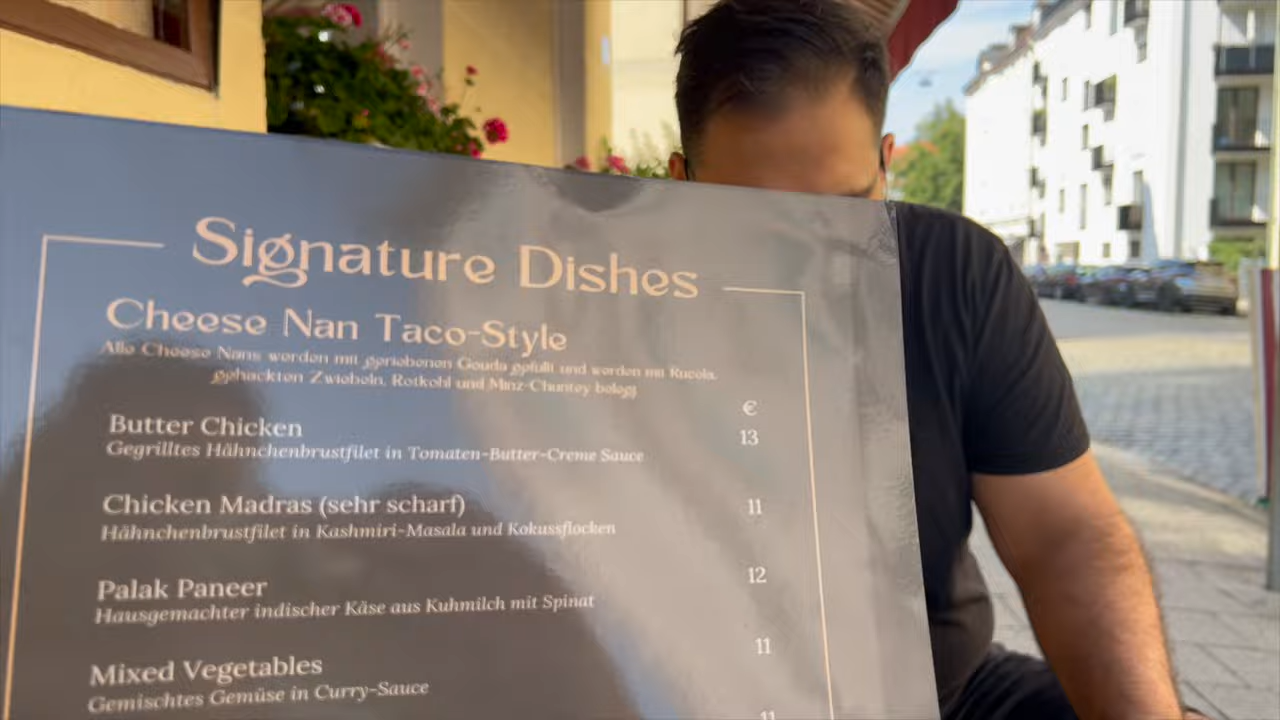 Signature Dishes
Cheese Nan Taco-Style
Alle Cheese Nans werden mit geriebenen Gouda gefüllt und werden mit Rucola,
gehackten Zwiebeln, Rotkohl und Minz-Chuntey belegt
€
Butter Chicken 13
Gegrilltes Hähnchenbrustfilet in Tomaten-Butter-Creme Sauce
Chicken Madras (sehr scharf) 11
Hähnchenbrustfilet in Kashmiri-Masala und Kokussflocken
Palak Paneer 12
Hausgemachter indischer Käse aus Kuhmilch mit Spinat
Mixed Vegetables 11
Gemischtes Gemüse in Curry-Sauce
11